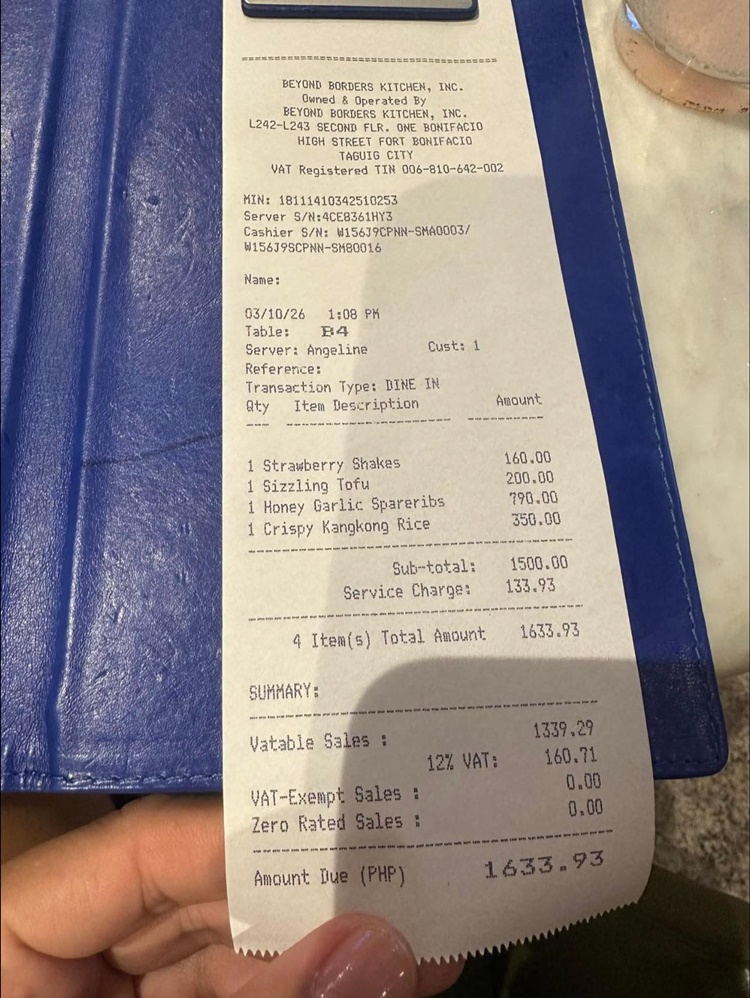 ================================================
BEYOND BORDERS KITCHEN, INC.
Owned & Operated By
BEYOND BORDERS KITCHEN, INC.
L242-L243 SECOND FLR. ONE BONIFACIO
HIGH STREET FORT BONIFACIO
TAGUIG CITY
VAT Registered TIN 006-810-642-002
MIN: 18111410342510253
Server S/N:4CE8361HY3
Cashier S/N: W156J9CPNN-SMA0003/
W156J9SCPNN-SM80016
Name:
03/10/26 1:08 PM
Table: B4
Server: Angeline Cust: 1
Reference:
Transaction Type: DINE IN
Qty Item Description Amount
1 Strawberry Shakes 160.00
1 Sizzling Tofu 200.00
1 Honey Garlic Spareribs 790.00
1 Crispy Kangkong Rice 350.00
Sub-total: 1500.00
Service Charge: 133.93
4 Item(s) Total Amount 1633.93
SUMMARY:
Vatable Sales : 1339.29
12% VAT: 160.71
VAT-Exempt Sales : 0.00
Zero Rated Sales : 0.00
Amount Due (PHP) 1633.93